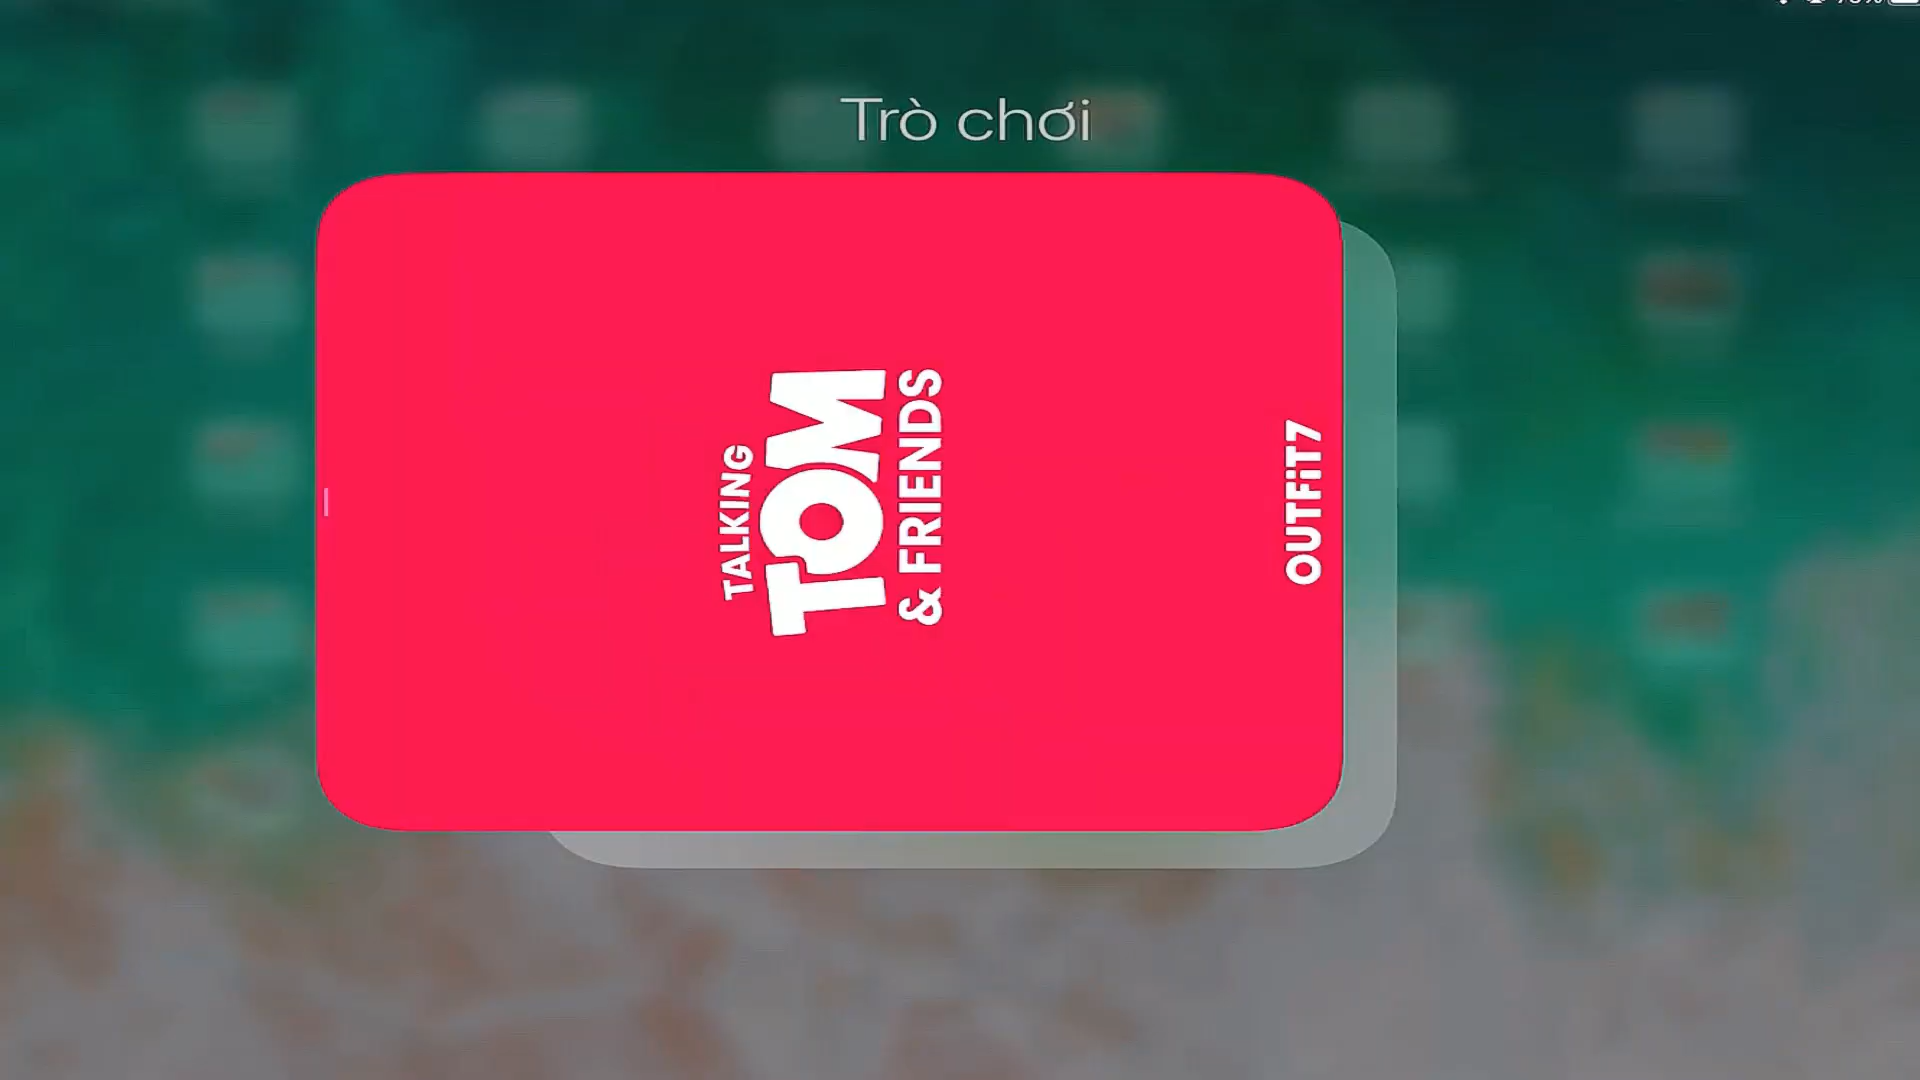 Trò chơi
TALKING
TOM
& FRIENDS
OUTFiT7